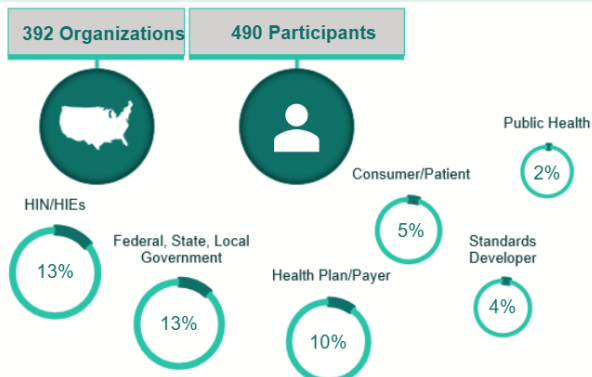 392 Organizations
490 Participants
Public Health
2%
Consumer/Patient
5%
HIN/HIEs
13%
Federal, State, Local
Government
13%
Standards
Developer
4%
Health Plan/Payer
10%